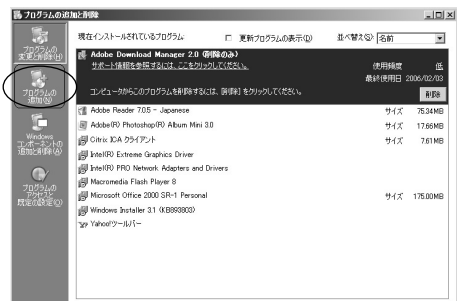 プログラムの追加と削除
現在インストールされているプログラム:
更新プログラムの表示(D)
並べ替え(S): 名前
プログラムの
変更と削除(H)
プログラムの
追加(N)
Windows
コンポーネントの
追加と削除(A)
プログラムの
アクセスと
既定の設定(O)
Adobe Download Manager 2.0 (削除のみ)
サポート情報を参照するには、ここをクリックしてください。
使用頻度 低
最終使用日 2006/02/03
コンピュータからこのプログラムを削除するには、[削除] をクリックしてください。
削除
Adobe Reader 7.0.5 - Japanese サイズ 75.34MB
Adobe(R) Photoshop(R) Album Mini 3.0 サイズ 17.66MB
Citrix ICA クライアント サイズ 7.61MB
Intel(R) Extreme Graphics Driver
Intel(R) PRO Network Adapters and Drivers
Macromedia Flash Player 8
Microsoft Office 2000 SR-1 Personal サイズ 175.00MB
Windows Installer 3.1 (KB893803)
Yahoo!ツールバー